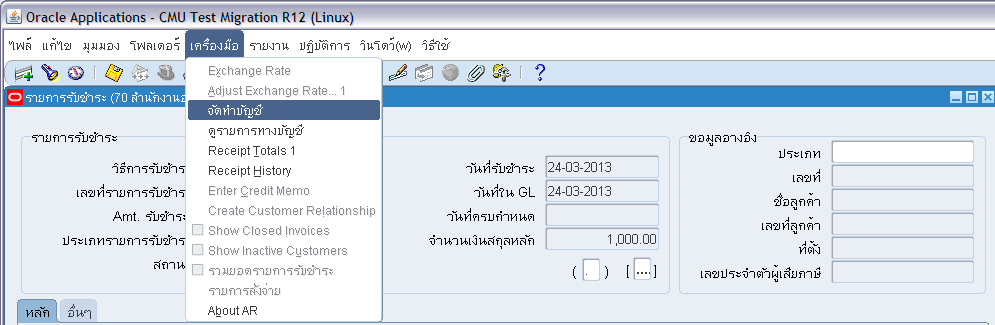 Oracle Applications - CMU Test Migration R12 (Linux)
ไฟล์ แก้ไข มุมมอง โฟลเดอร์ เครื่องมือ รายงาน ปฏิบัติการ วินโดว์(W) วิธีใช้
รายการรับชำระ (70 สำนักงาน
Exchange Rate
Adjust Exchange Rate... 1
จัดทำบัญชี
ดูรายการทางบัญชี
Receipt Totals 1
Receipt History
Enter Credit Memo
Create Customer Relationship
Show Closed Invoices
Show Inactive Customers
รวมยอดรายการรับชำระ
รายการสั่งจ่าย
About AR
รายการรับชำระ
วิธีการรับชำร
เลขที่รายการรับชำระ
Amt. รับชำระ
ประเภทรายการรับชำร
สถาน
วันที่รับชำระ 24-03-2013
วันที่ใน GL 24-03-2013
วันที่ครบกำหนด
จำนวนเงินสกุลหลัก 1,000.00
( . ) [ .... ]
ข้อมูลอ้างอิง
ประเภท
เลขที่
ชื่อลูกค้า
เลขที่ลูกค้า
ที่ตั้ง
เลขประจำตัวผู้เสียภาษี
หลัก อื่นๆ